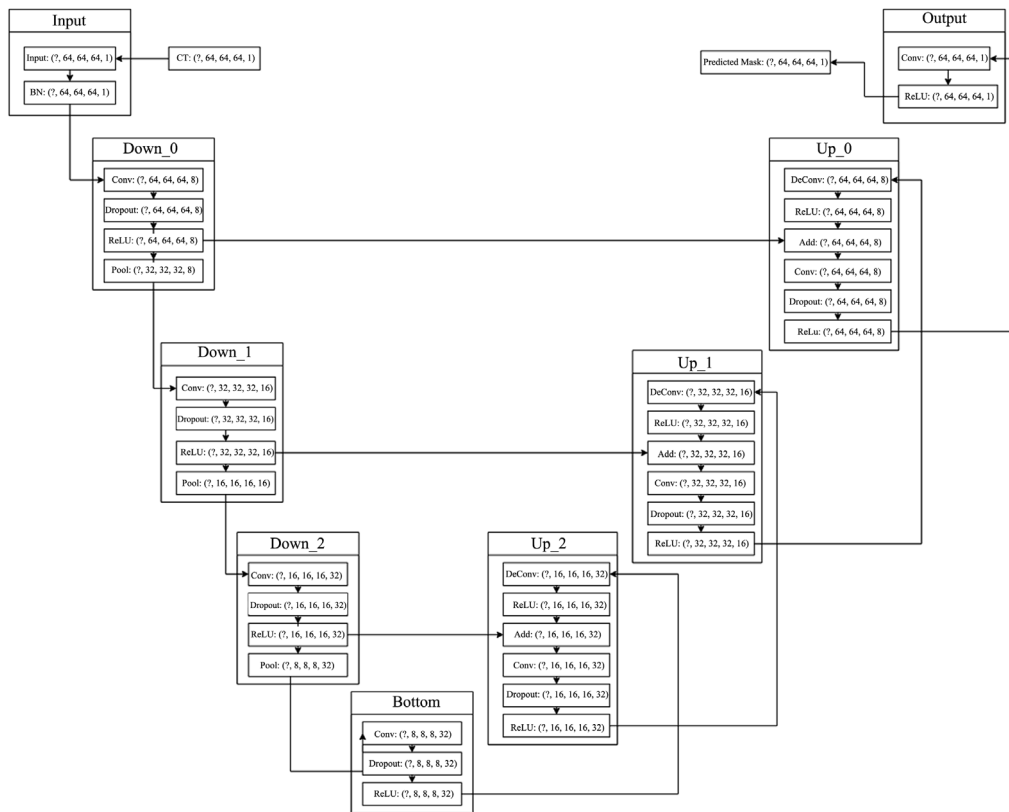 Input
Input: (?, 64, 64, 64, 1)
BN: (?, 64, 64, 64, 1)
CT: (?, 64, 64, 64, 1)
Output
Conv: (?, 64, 64, 64, 1)
ReLU: (?, 64, 64, 64, 1)
Predicted Mask: (?, 64, 64, 64, 1)
Down_0
Conv: (?, 64, 64, 64, 8)
Dropout: (?, 64, 64, 64, 8)
ReLU: (?, 64, 64, 64, 8)
Pool: (?, 32, 32, 32, 8)
Up_0
DeConv: (?, 64, 64, 64, 8)
ReLU: (?, 64, 64, 64, 8)
Add: (?, 64, 64, 64, 8)
Conv: (?, 64, 64, 64, 8)
Dropout: (?, 64, 64, 64, 8)
ReLu: (?, 64, 64, 64, 8)
Down_1
Conv: (?, 32, 32, 32, 16)
Dropout: (?, 32, 32, 32, 16)
ReLU: (?, 32, 32, 32, 16)
Pool: (?, 16, 16, 16, 16)
Up_1
DeConv: (?, 32, 32, 32, 16)
ReLU: (?, 32, 32, 32, 16)
Add: (?, 32, 32, 32, 16)
Conv: (?, 32, 32, 32, 16)
Dropout: (?, 32, 32, 32, 16)
ReLU: (?, 32, 32, 32, 16)
Down_2
Conv: (?, 16, 16, 16, 32)
Dropout: (?, 16, 16, 16, 32)
ReLU: (?, 16, 16, 16, 32)
Pool: (?, 8, 8, 8, 32)
Up_2
DeConv: (?, 16, 16, 16, 32)
ReLU: (?, 16, 16, 16, 32)
Add: (?, 16, 16, 16, 32)
Conv: (?, 16, 16, 16, 32)
Dropout: (?, 16, 16, 16, 32)
ReLU: (?, 16, 16, 16, 32)
Bottom
Conv: (?, 8, 8, 8, 32)
Dropout: (?, 8, 8, 8, 32)
ReLU: (?, 8, 8, 8, 32)